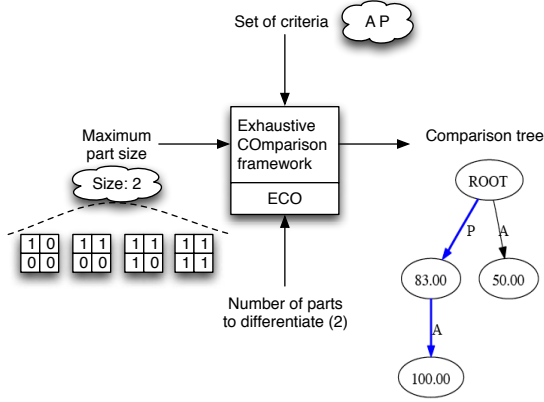 Set of criteria
A P
Exhaustive
COmparison
framework
ECO
Maximum
part size
Size: 2
1 0
0 0
1 1
0 0
1 1
1 0
1 1
1 1
Number of parts
to differentiate (2)
Comparison tree
ROOT
P
A
83.00
50.00
A
100.00